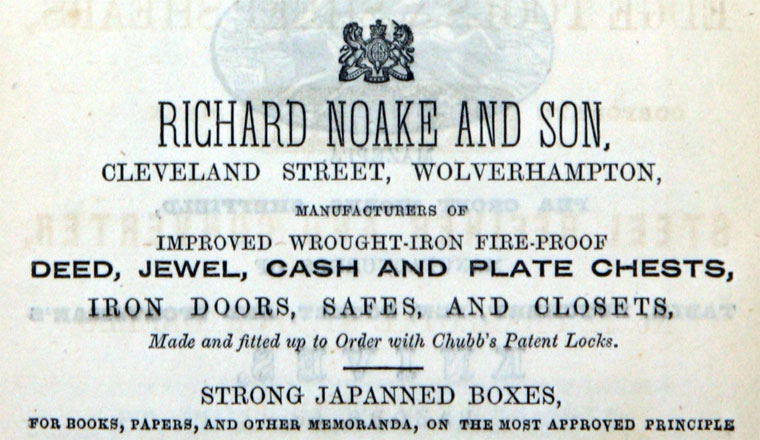 RICHARD NOAKE AND SON,
CLEVELAND STREET, WOLVERHAMPTON,
MANUFACTURERS OF
IMPROVED WROUGHT-IRON FIRE-PROOF
DEED, JEWEL, CASH AND PLATE CHESTS,
IRON DOORS, SAFES, AND CLOSETS,
Made and fitted up to Order with Chubb's Patent Locks.
STRONG JAPANNED BOXES,
FOR BOOKS, PAPERS, AND OTHER MEMORANDA, ON THE MOST APPROVED PRINCIPLE